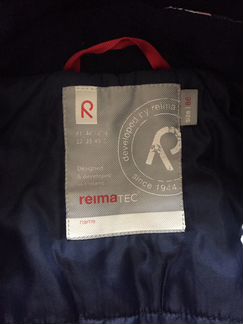 R
developed by reima
R
since 1944
SIZE 86
Designed
& developed
in Finland
reimaTEC
name